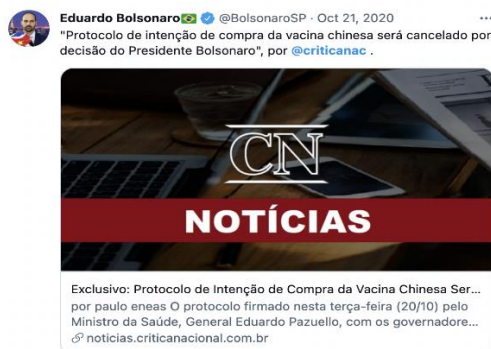 Eduardo Bolsonaro🇧🇷 @BolsonaroSP · Oct 21, 2020 ...
"Protocolo de intenção de compra da vacina chinesa será cancelado por
decisão do Presidente Bolsonaro", por @criticanac .
CN
NOTÍCIAS
Exclusivo: Protocolo de Intenção de Compra da Vacina Chinesa Ser...
por paulo eneas O protocolo firmado nesta terça-feira (20/10) pelo
Ministro da Saúde, General Eduardo Pazuello, com os governadore...
noticias.criticanacional.com.br